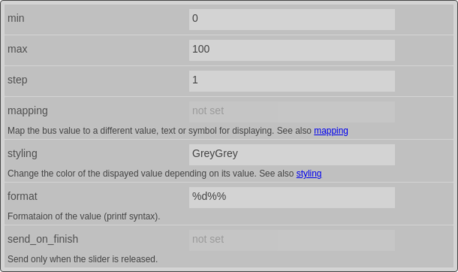 min 0
max 100
step 1
mapping not set
Map the bus value to a different value, text or symbol for displaying. See also mapping
styling GreyGrey
Change the color of the dispayed value depending on its value. See also styling
format %d%%
Formataion of the value (printf syntax).
send_on_finish not set
Send only when the slider is released.